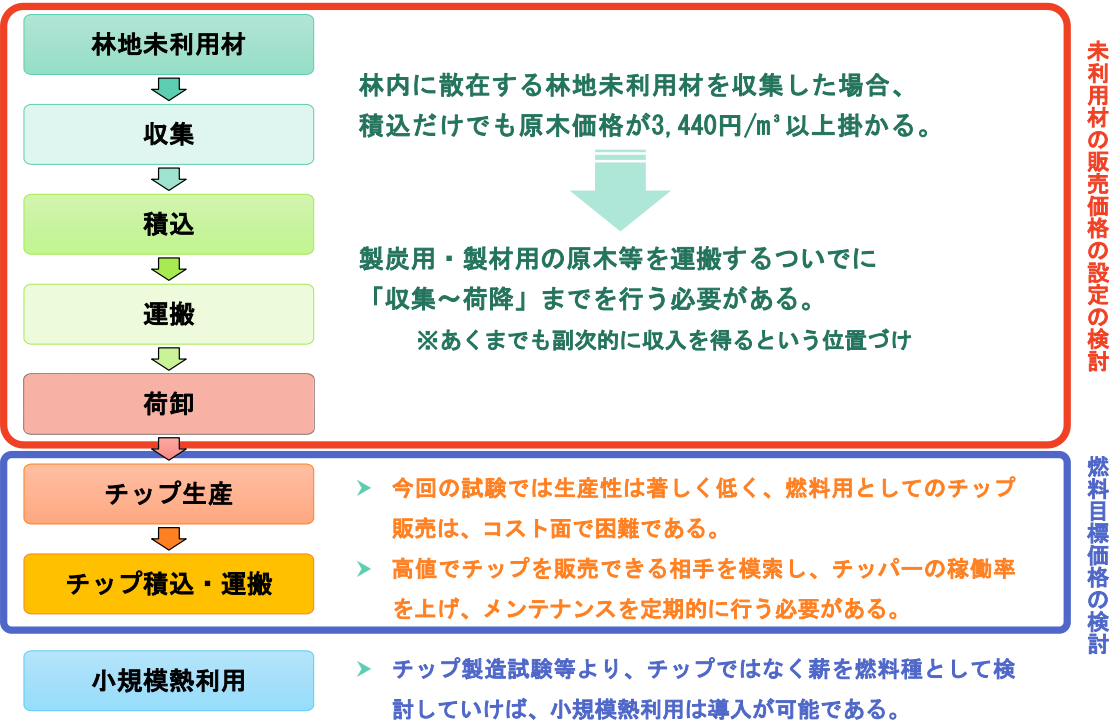 林地未利用材
収集
積込
運搬
荷卸
林内に散在する林地未利用材を収集した場合、
積込だけでも原木価格が3,440円/m³以上掛かる。
製炭用・製材用の原木等を運搬するついでに
「収集～荷降」までを行う必要がある。
※あくまでも副次的に収入を得るという位置づけ
未利用材の販売価格の設定の検討
チップ生産
チップ積込・運搬
➢ 今回の試験では生産性は著しく低く、燃料用としてのチップ
販売は、コスト面で困難である。
➢ 高値でチップを販売できる相手を模索し、チッパーの稼働率
を上げ、メンテナンスを定期的に行う必要がある。
燃料目標価格の検討
小規模熱利用
➢ チップ製造試験等より、チップではなく薪を燃料種として検
討していけば、小規模熱利用は導入が可能である。